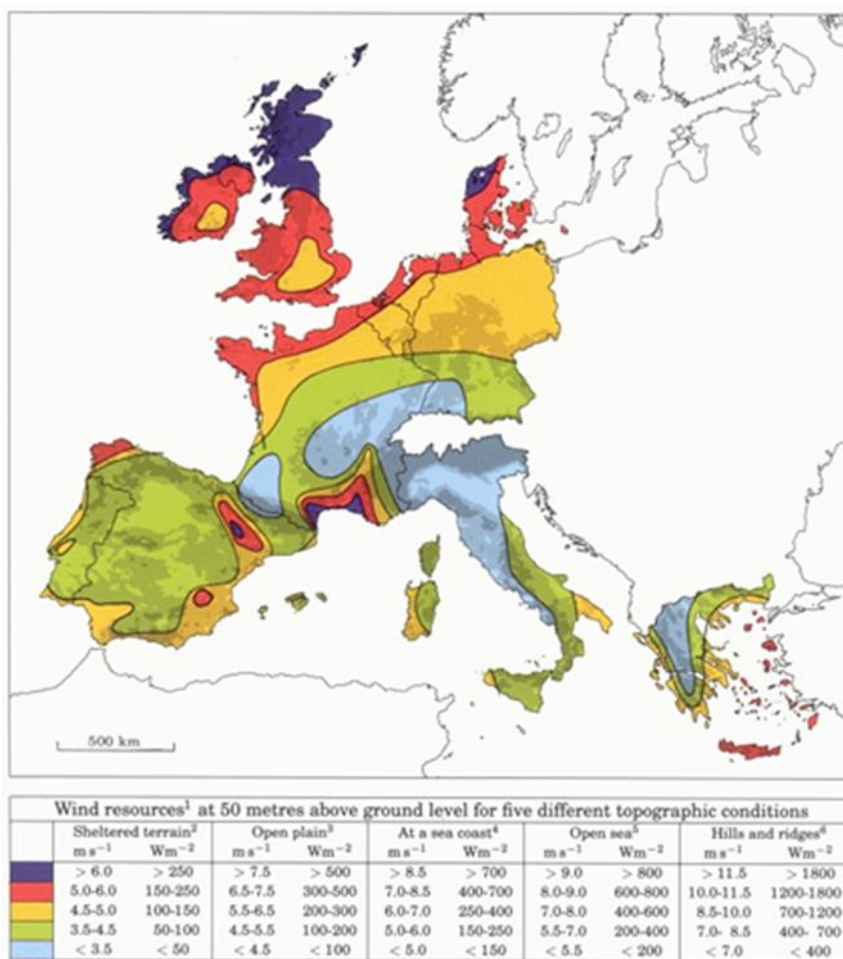 500 km
Wind resources¹ at 50 metres above ground level for five different topographic conditions
Sheltered terrain² Open plain³ At a sea coast⁴ Open sea⁵ Hills and ridges⁶
m s⁻¹ Wm⁻² m s⁻¹ Wm⁻² m s⁻¹ Wm⁻² m s⁻¹ Wm⁻² m s⁻¹ Wm⁻²
> 6.0 > 250 > 7.5 > 500 > 8.5 > 700 > 9.0 > 800 > 11.5 > 1800
5.0-6.0 150-250 6.5-7.5 300-500 7.0-8.5 400-700 8.0-9.0 600-800 10.0-11.5 1200-1800
4.5-5.0 100-150 5.5-6.5 200-300 6.0-7.0 250-400 7.0-8.0 400-600 8.5-10.0 700-1200
3.5-4.5 50-100 4.5-5.5 100-200 5.0-6.0 150-250 5.5-7.0 200-400 7.0- 8.5 400- 700
< 3.5 < 50 < 4.5 < 100 < 5.0 < 150 < 5.5 < 200 < 7.0 < 400